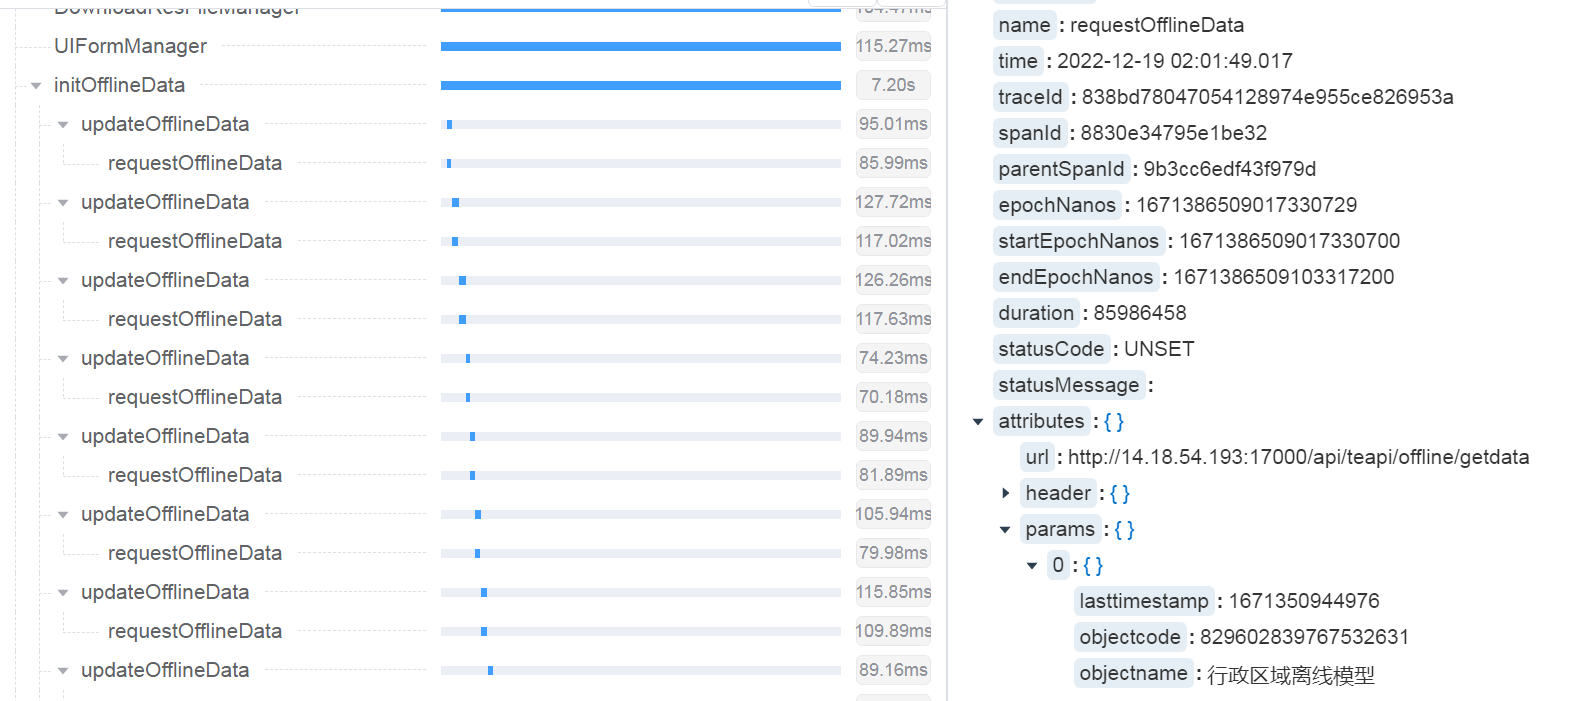 DownloadResFileManager
104.47ms
UIFormManager
115.27ms
initOfflineData
7.20s
updateOfflineData
95.01ms
requestOfflineData
85.99ms
updateOfflineData
127.72ms
requestOfflineData
117.02ms
updateOfflineData
126.26ms
requestOfflineData
117.63ms
updateOfflineData
74.23ms
requestOfflineData
70.18ms
updateOfflineData
89.94ms
requestOfflineData
81.89ms
updateOfflineData
105.94ms
requestOfflineData
79.98ms
updateOfflineData
115.85ms
requestOfflineData
109.89ms
updateOfflineData
89.16ms
name : requestOfflineData
time : 2022-12-19 02:01:49.017
traceId : 838bd78047054128974e955ce826953a
spanId : 8830e34795e1be32
parentSpanId : 9b3cc6edf43f979d
epochNanos : 1671386509017330729
startEpochNanos : 1671386509017330700
endEpochNanos : 1671386509103317200
duration : 85986458
statusCode : UNSET
statusMessage :
attributes : { }
url : http://14.18.54.193:17000/api/teapi/offline/getdata
header : { }
params : { }
0 : { }
lasttimestamp : 1671350944976
objectcode : 829602839767532631
objectname : 行政区域离线模型